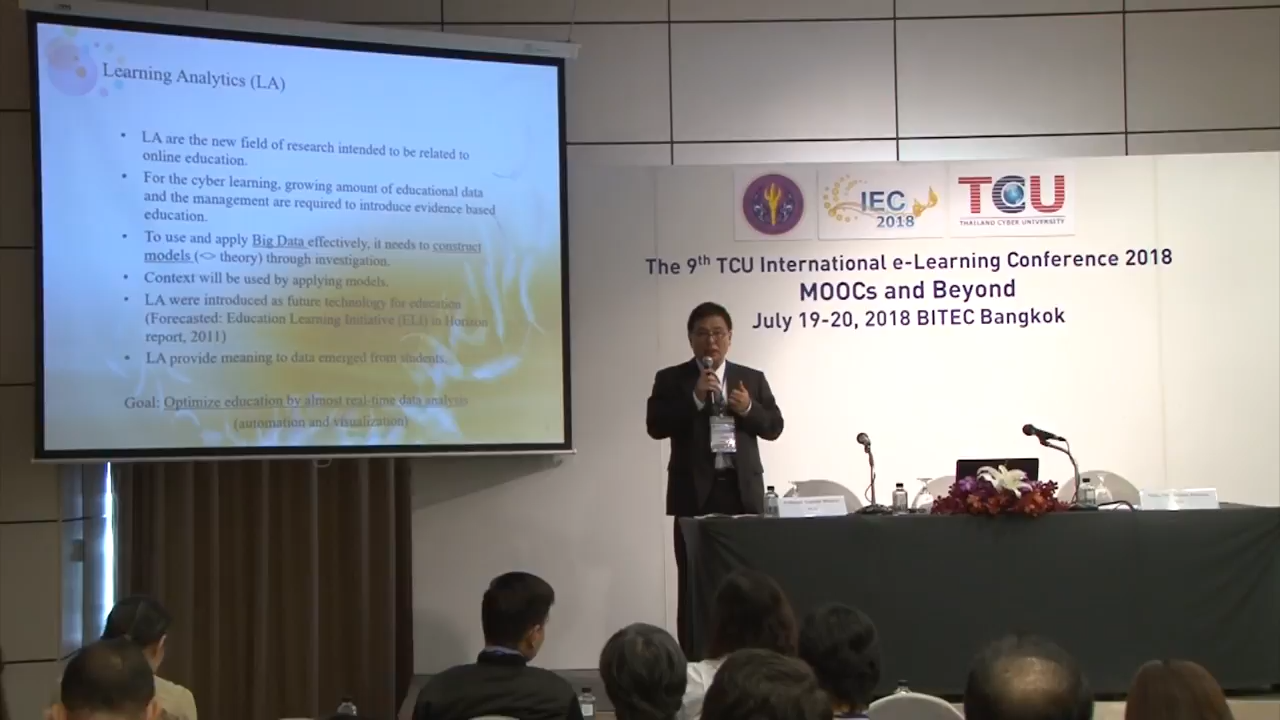 Learning Analytics (LA)
• LA are the new field of research intended to be related to
online education.
• For the cyber learning, growing amount of educational data
and the management are required to introduce evidence based
education.
• To use and apply Big Data effectively, it needs to construct
models (<> theory) through investigation.
• Context will be used by applying models.
• LA were introduced as future technology for education
(Forecasted: Education Learning Initiative (ELI) in Horison
report, 2011)
• LA provide meaning to data emerged from students.
Goal: Optimize education by almost real-time data analysis
(automation and visualization)
IEC
2018
TCU
THAILAND CYBER UNIVERSITY
The 9th TCU International e-Learning Conference 2018
MOOCs and Beyond
July 19-20, 2018 BITEC Bangkok